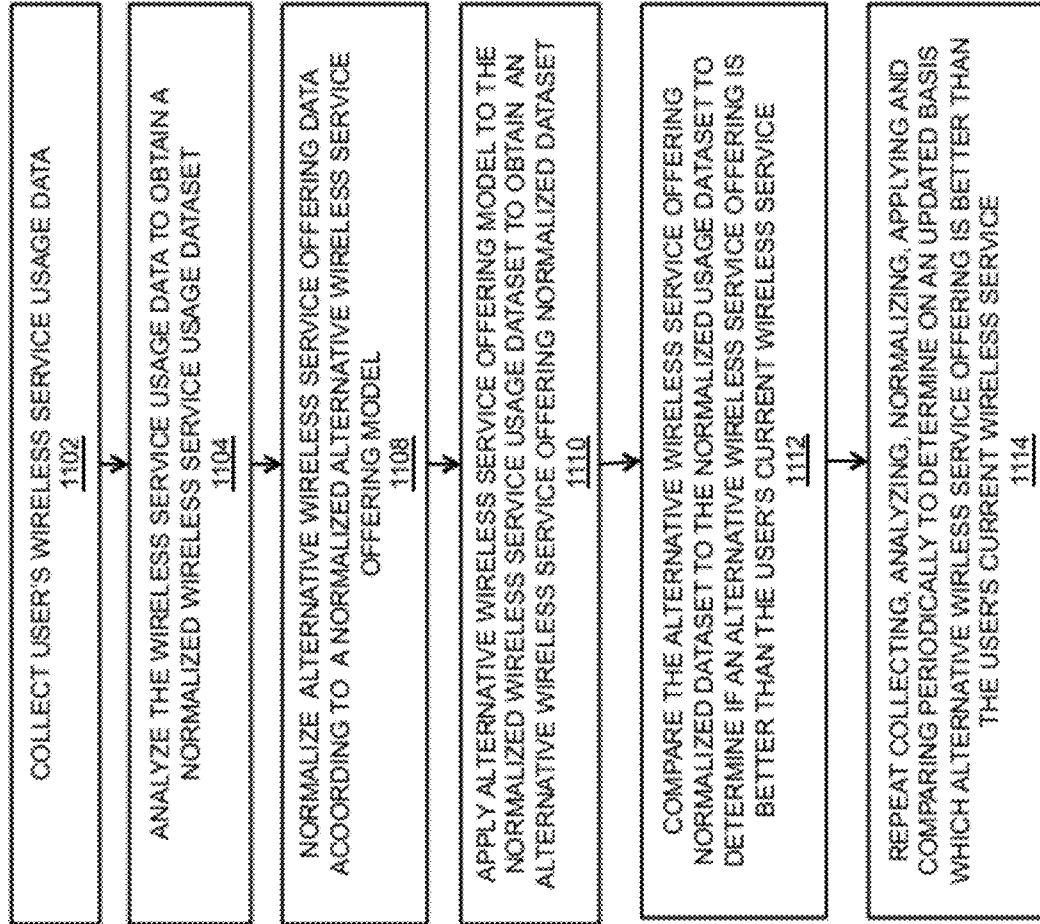 COLLECT USER'S WIRELESS SERVICE USAGE DATA
1102
ANALYZE THE WIRELESS SERVICE USAGE DATA TO OBTAIN A
NORMALIZED WIRELESS SERVICE USAGE DATASET
1104
NORMALIZE ALTERNATIVE WIRELESS SERVICE OFFERING DATA
ACOORDING TO A NORMALIZED ALTERNATIVE WIRELESS SERVICE
OFFERING MODEL
1108
APPLY ALTERNATIVE WIRELESS SERVICE OFFERING MODEL TO THE
NORMALIZED WIRELESS SERVICE USAGE DATASET TO OBTAIN AN
ALTERNATIVE WIRELESS SERVICE OFFERING NORMALIZED DATASET
1110
COMPARE THE ALTERNATIVE WIRELESS SERVICE OFFERING
NORMALIZED DATASET TO THE NORMALIZED USAGE DATASET TO
DETERMINE IF AN ALTERNATIVE WIRELESS SERVICE OFFERING IS
BETTER THAN THE USER'S CURRENT WIRELESS SERVICE
1112
REPEAT COLLECTING, ANALYZING, NORMALIZING, APPLYING AND
COMPARING PERIODICALLY TO DETERMINE ON AN UPDATED BASIS
WHICH ALTERNATIVE WIRLESS SERVICE OFFERING IS BETTER THAN
THE USER'S CURRENT WIRELESS SERVICE
1114